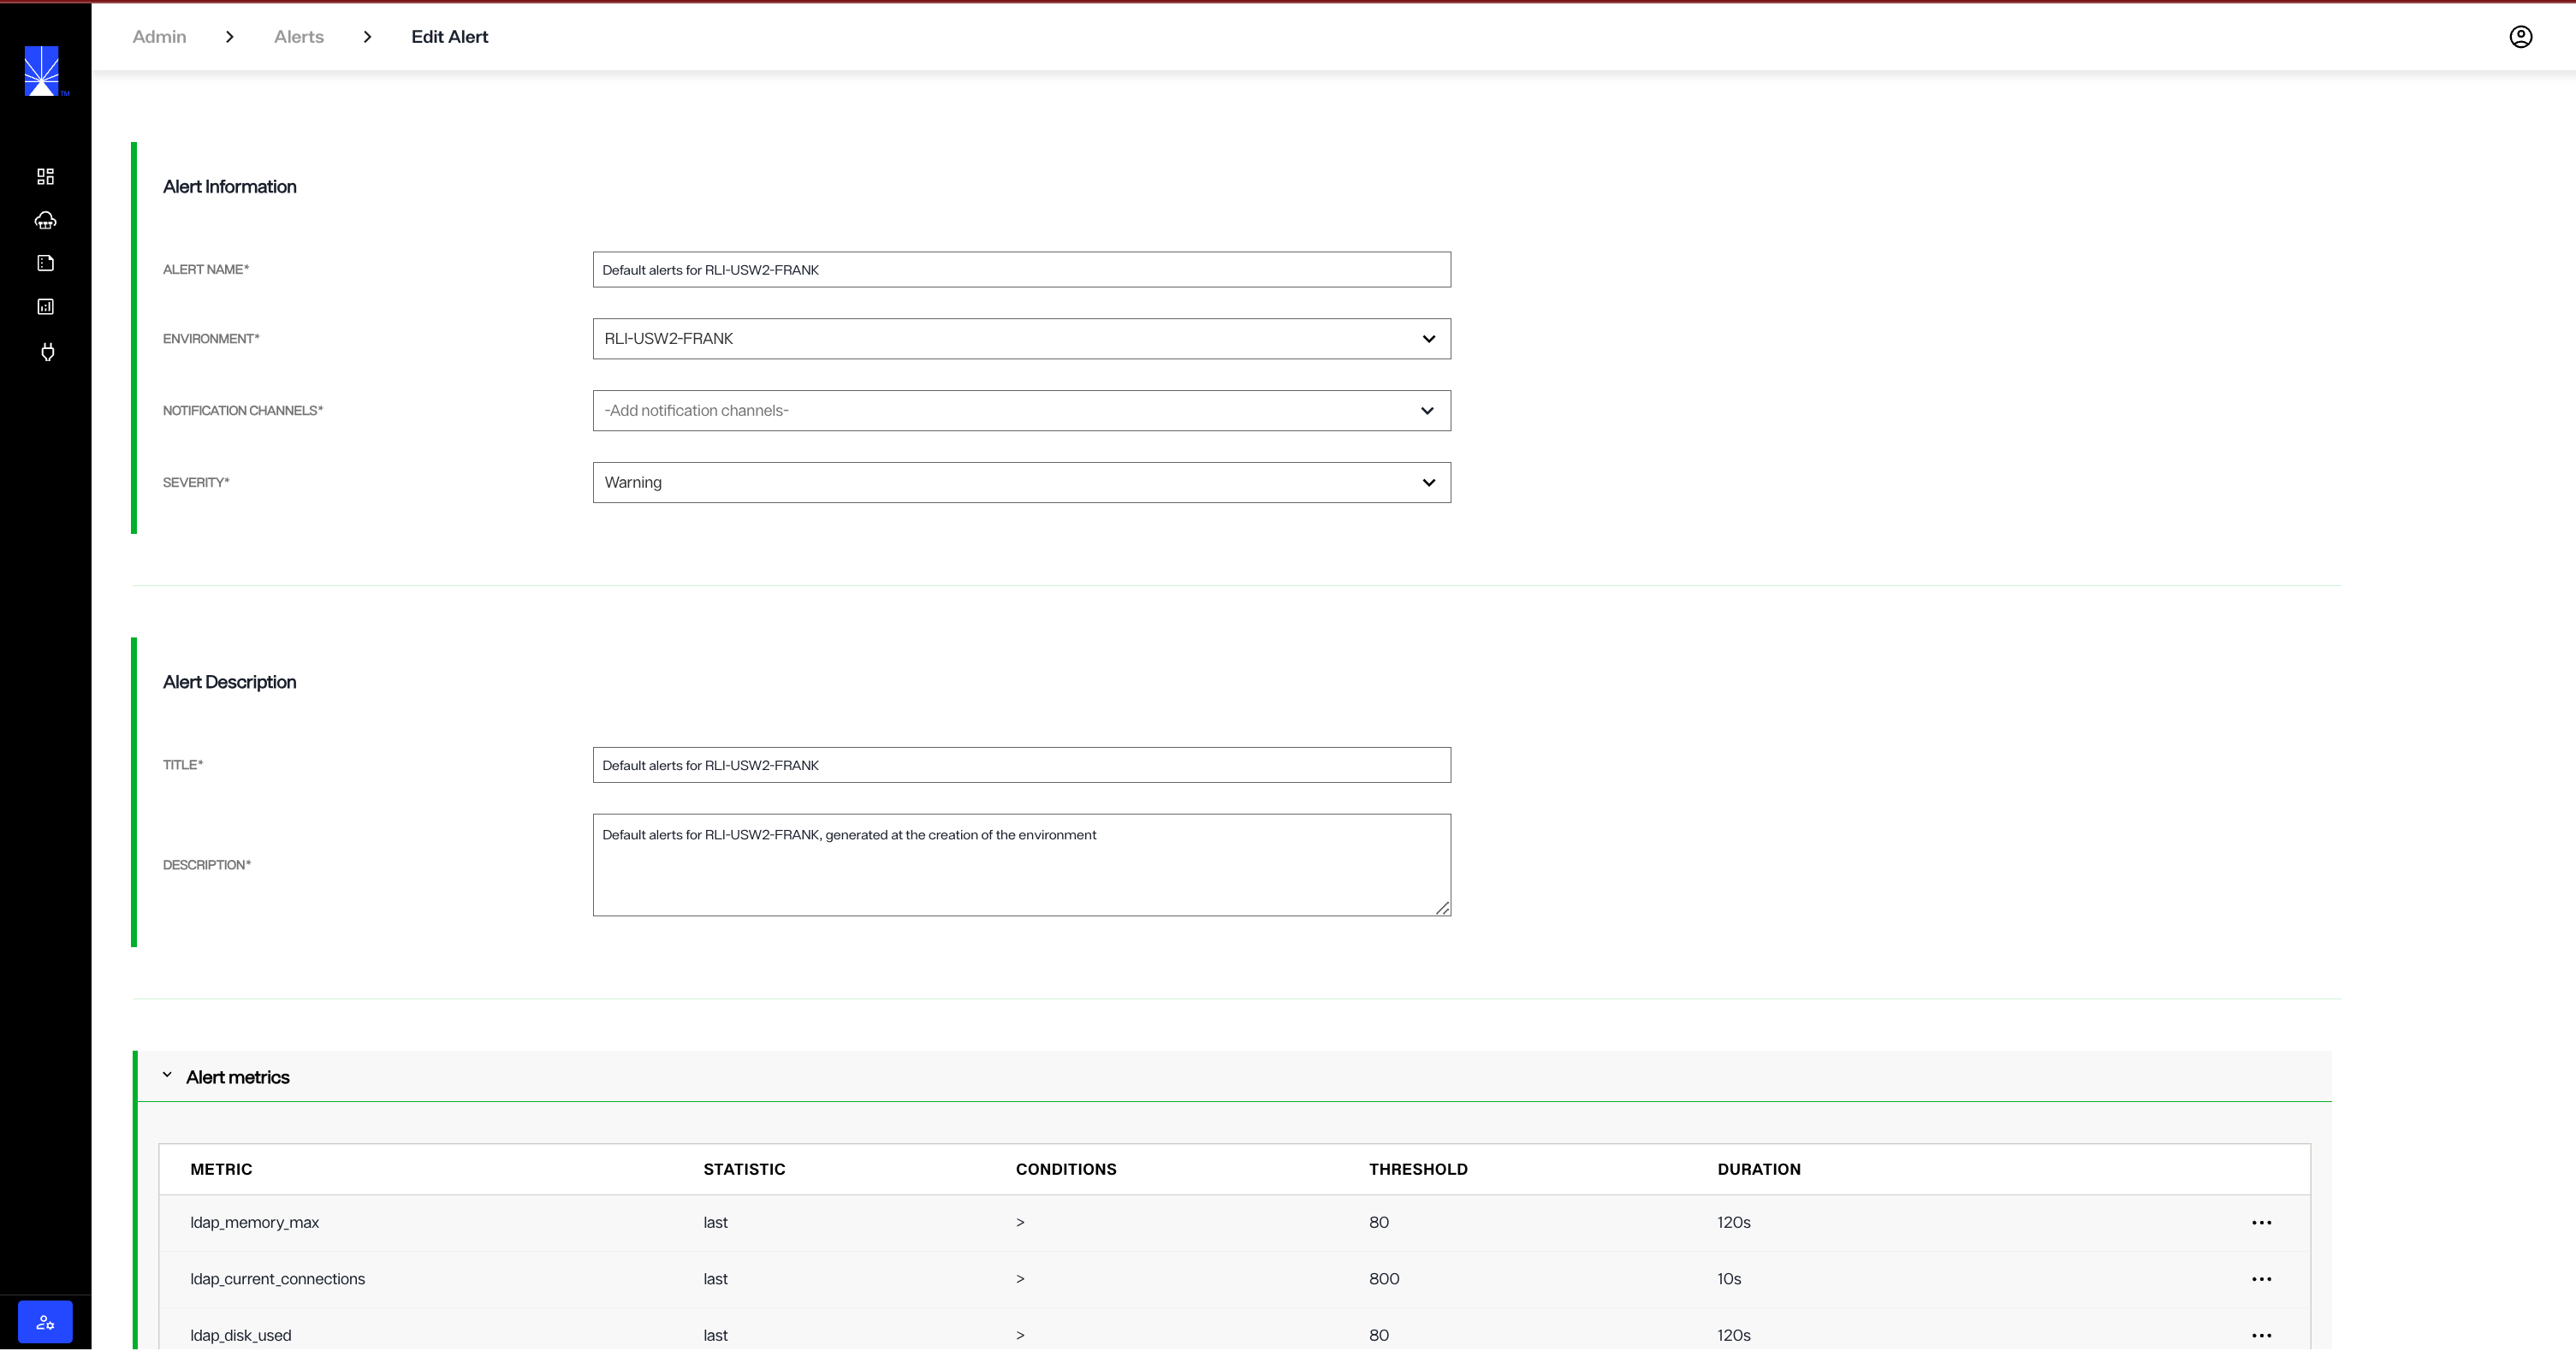 Admin > Alerts > Edit Alert
TM
Alert Information
ALERT NAME* Default alerts for RLI-USW2-FRANK
ENVIRONMENT* RLI-USW2-FRANK
NOTIFICATION CHANNELS* -Add notification channels-
SEVERITY* Warning
Alert Description
TITLE* Default alerts for RLI-USW2-FRANK
DESCRIPTION* Default alerts for RLI-USW2-FRANK, generated at the creation of the environment
Alert metrics
METRIC STATISTIC CONDITIONS THRESHOLD DURATION
ldap_memory_max last > 80 120s
ldap_current_connections last > 800 10s
ldap_disk_used last > 80 120s